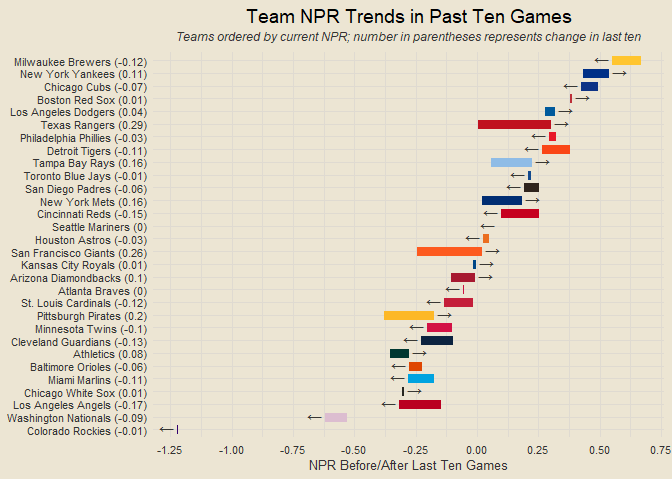 Team NPR Trends in Past Ten Games
Teams ordered by current NPR; number in parentheses represents change in last ten
Milwaukee Brewers (-0.12)
New York Yankees (0.11)
Chicago Cubs (-0.07)
Boston Red Sox (0.01)
Los Angeles Dodgers (0.04)
Texas Rangers (0.29)
Philadelphia Phillies (-0.03)
Detroit Tigers (-0.11)
Tampa Bay Rays (0.16)
Toronto Blue Jays (-0.01)
San Diego Padres (-0.06)
New York Mets (0.16)
Cincinnati Reds (-0.15)
Seattle Mariners (0)
Houston Astros (-0.03)
San Francisco Giants (0.26)
Kansas City Royals (0.01)
Arizona Diamondbacks (0.1)
Atlanta Braves (0)
St. Louis Cardinals (-0.12)
Pittsburgh Pirates (0.2)
Minnesota Twins (-0.1)
Cleveland Guardians (-0.13)
Athletics (0.08)
Baltimore Orioles (-0.06)
Miami Marlins (-0.11)
Chicago White Sox (0.01)
Los Angeles Angels (-0.17)
Washington Nationals (-0.09)
Colorado Rockies (-0.01)
-1.25 -1.00 -0.75 -0.50 -0.25 0.00 0.25 0.50 0.75
NPR Before/After Last Ten Games